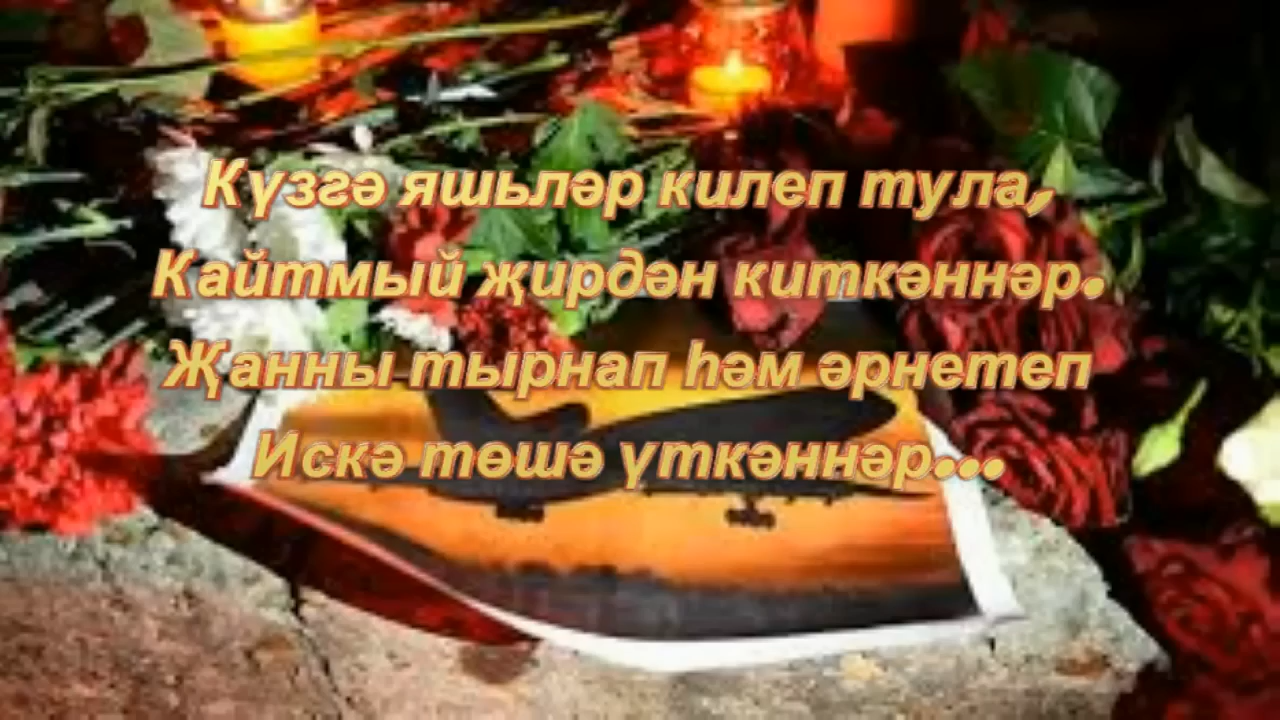 Күзгә яшьләр килеп тула,
Кайтмый җирдән киткәннәр.
Җанны тырнап һәм әрнетеп
Искә төшә үткәннәр...